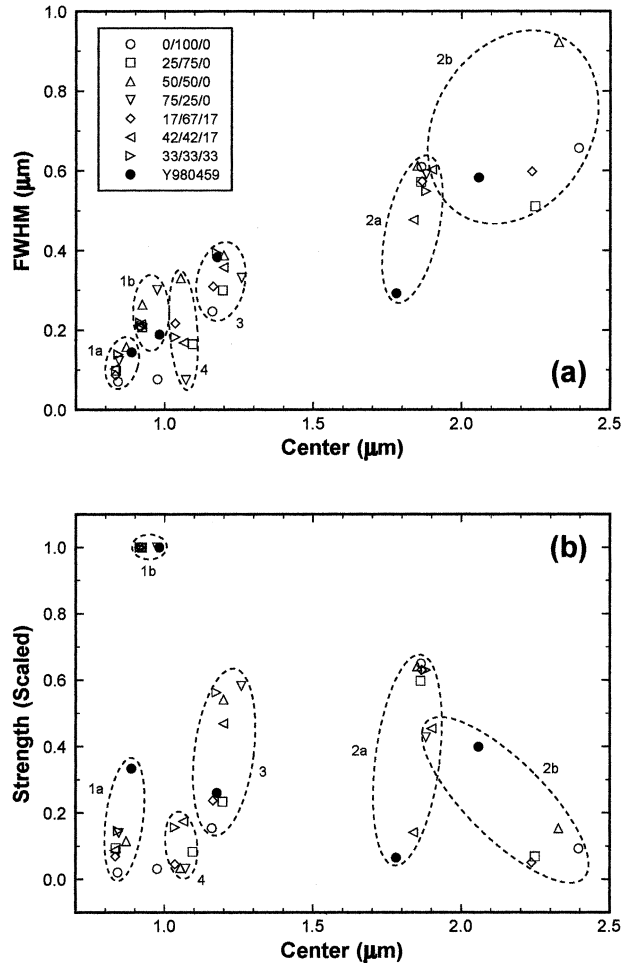 1.0
0.8
0.6
0.4
0.2
0.0
FWHM (μm)
0/100/0
25/75/0
50/50/0
75/25/0
17/67/17
42/42/17
33/33/33
Y980459
2b
2a
1b
3
1a
4
(a)
1.0 1.5 2.0 2.5
Center (μm)
1.0
0.8
0.6
0.4
0.2
0.0
Strength (Scaled)
(b)
1b
2a
3
2b
1a
4
1.0 1.5 2.0 2.5
Center (μm)